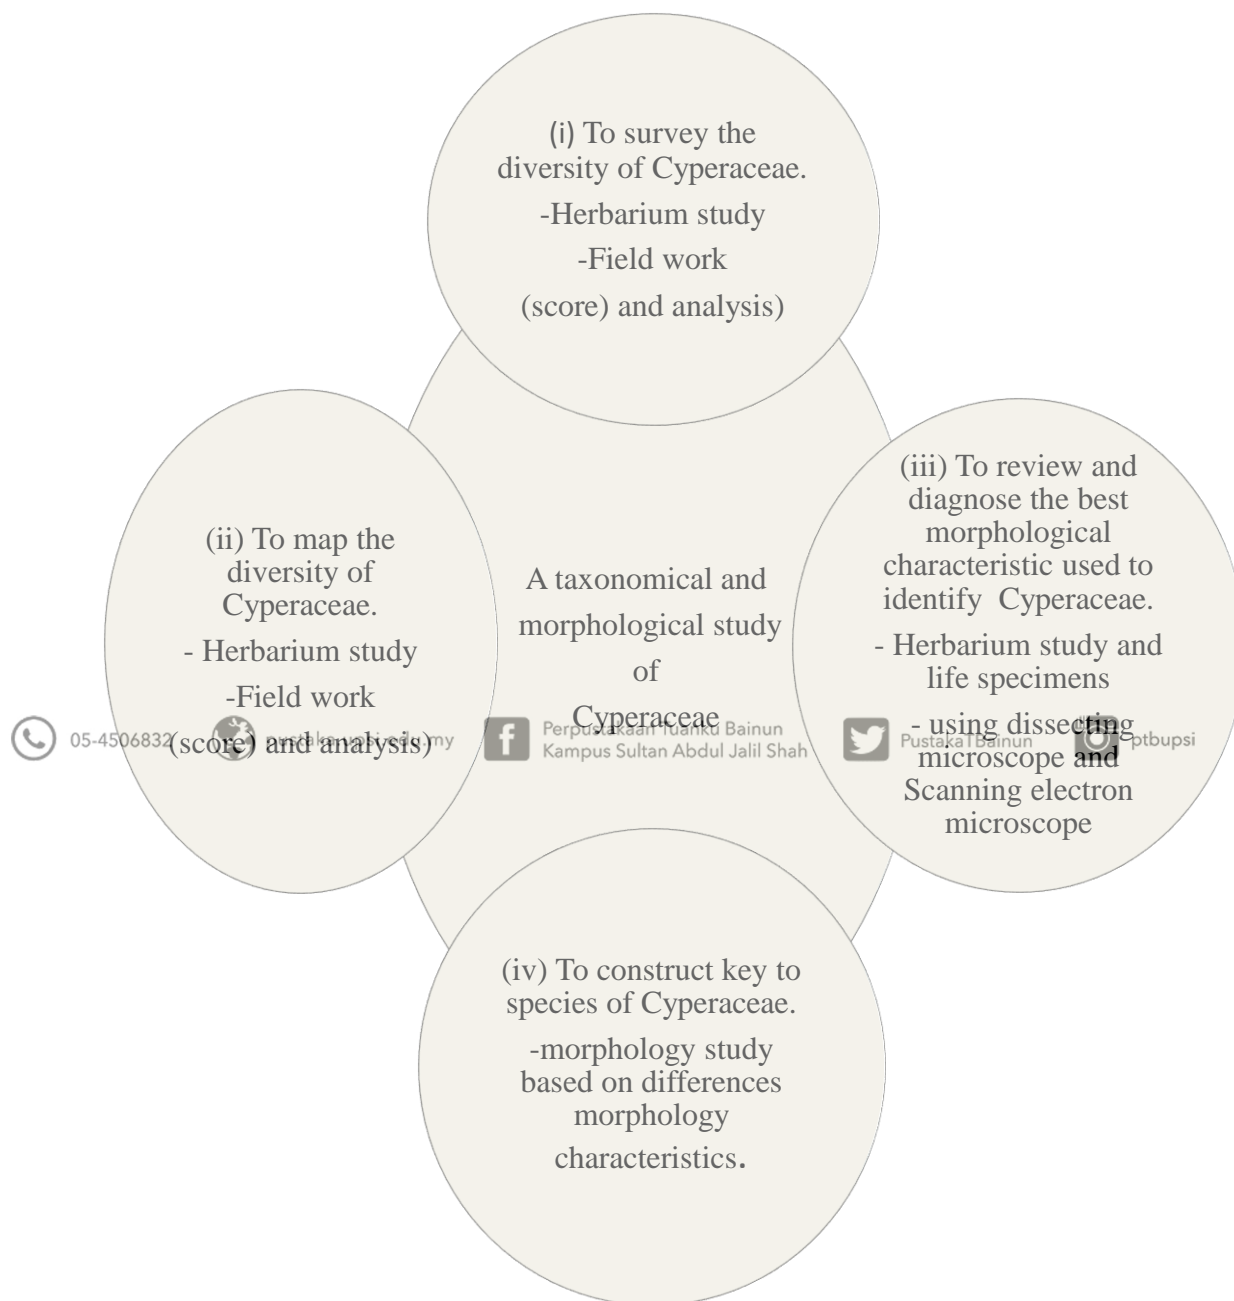 (i) To survey the
diversity of Cyperaceae.
-Herbarium study
-Field work
(score) and analysis)
(ii) To map the
diversity of
Cyperaceae.
- Herbarium study
-Field work
(score) and analysis)
A taxonomical and
morphological study
of
Cyperaceae
(iii) To review and
diagnose the best
morphological
characteristic used to
identify Cyperaceae.
- Herbarium study and
life specimens
- using dissecting
microscope and
Scanning electron
microscope
(iv) To construct key to
species of Cyperaceae.
-morphology study
based on differences
morphology
characteristics.
05-4506832
pustaka.upsi.edu.my
Perpustakaan Tuanku Bainun
Kampus Sultan Abdul Jalil Shah
PustakaTBainun
ptbupsi